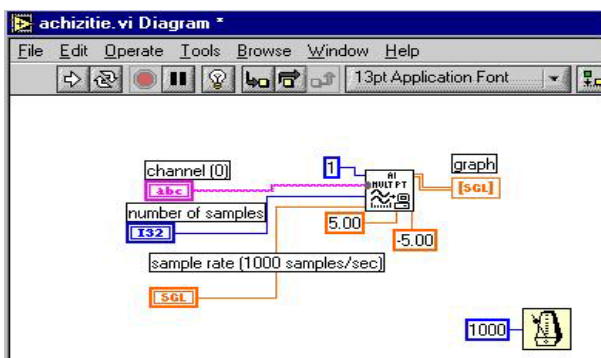 achizitie.vi Diagram *
File Edit Operate Tools Browse Window Help
13pt Application Font
channel (0)
abc
1
AI
MULT PT
graph
[SGL]
number of samples
I32
5.00
-5.00
sample rate (1000 samples/sec)
SGL
1000